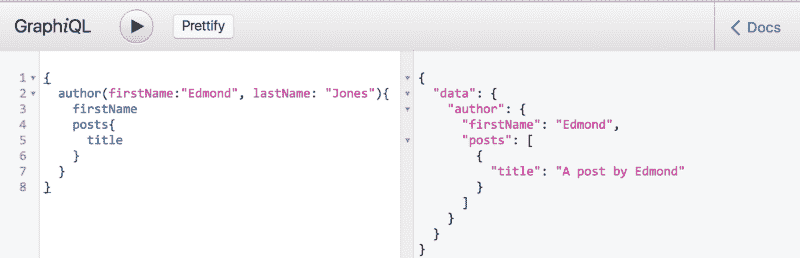 GraphiQL
Prettify
Docs
1 {
2 author(firstName:"Edmond", lastName: "Jones"){
3 firstName
4 posts{
5 title
6 }
7 }
8 }
{
"data": {
"author": {
"firstName": "Edmond",
"posts": [
{
"title": "A post by Edmond"
}
]
}
}
}